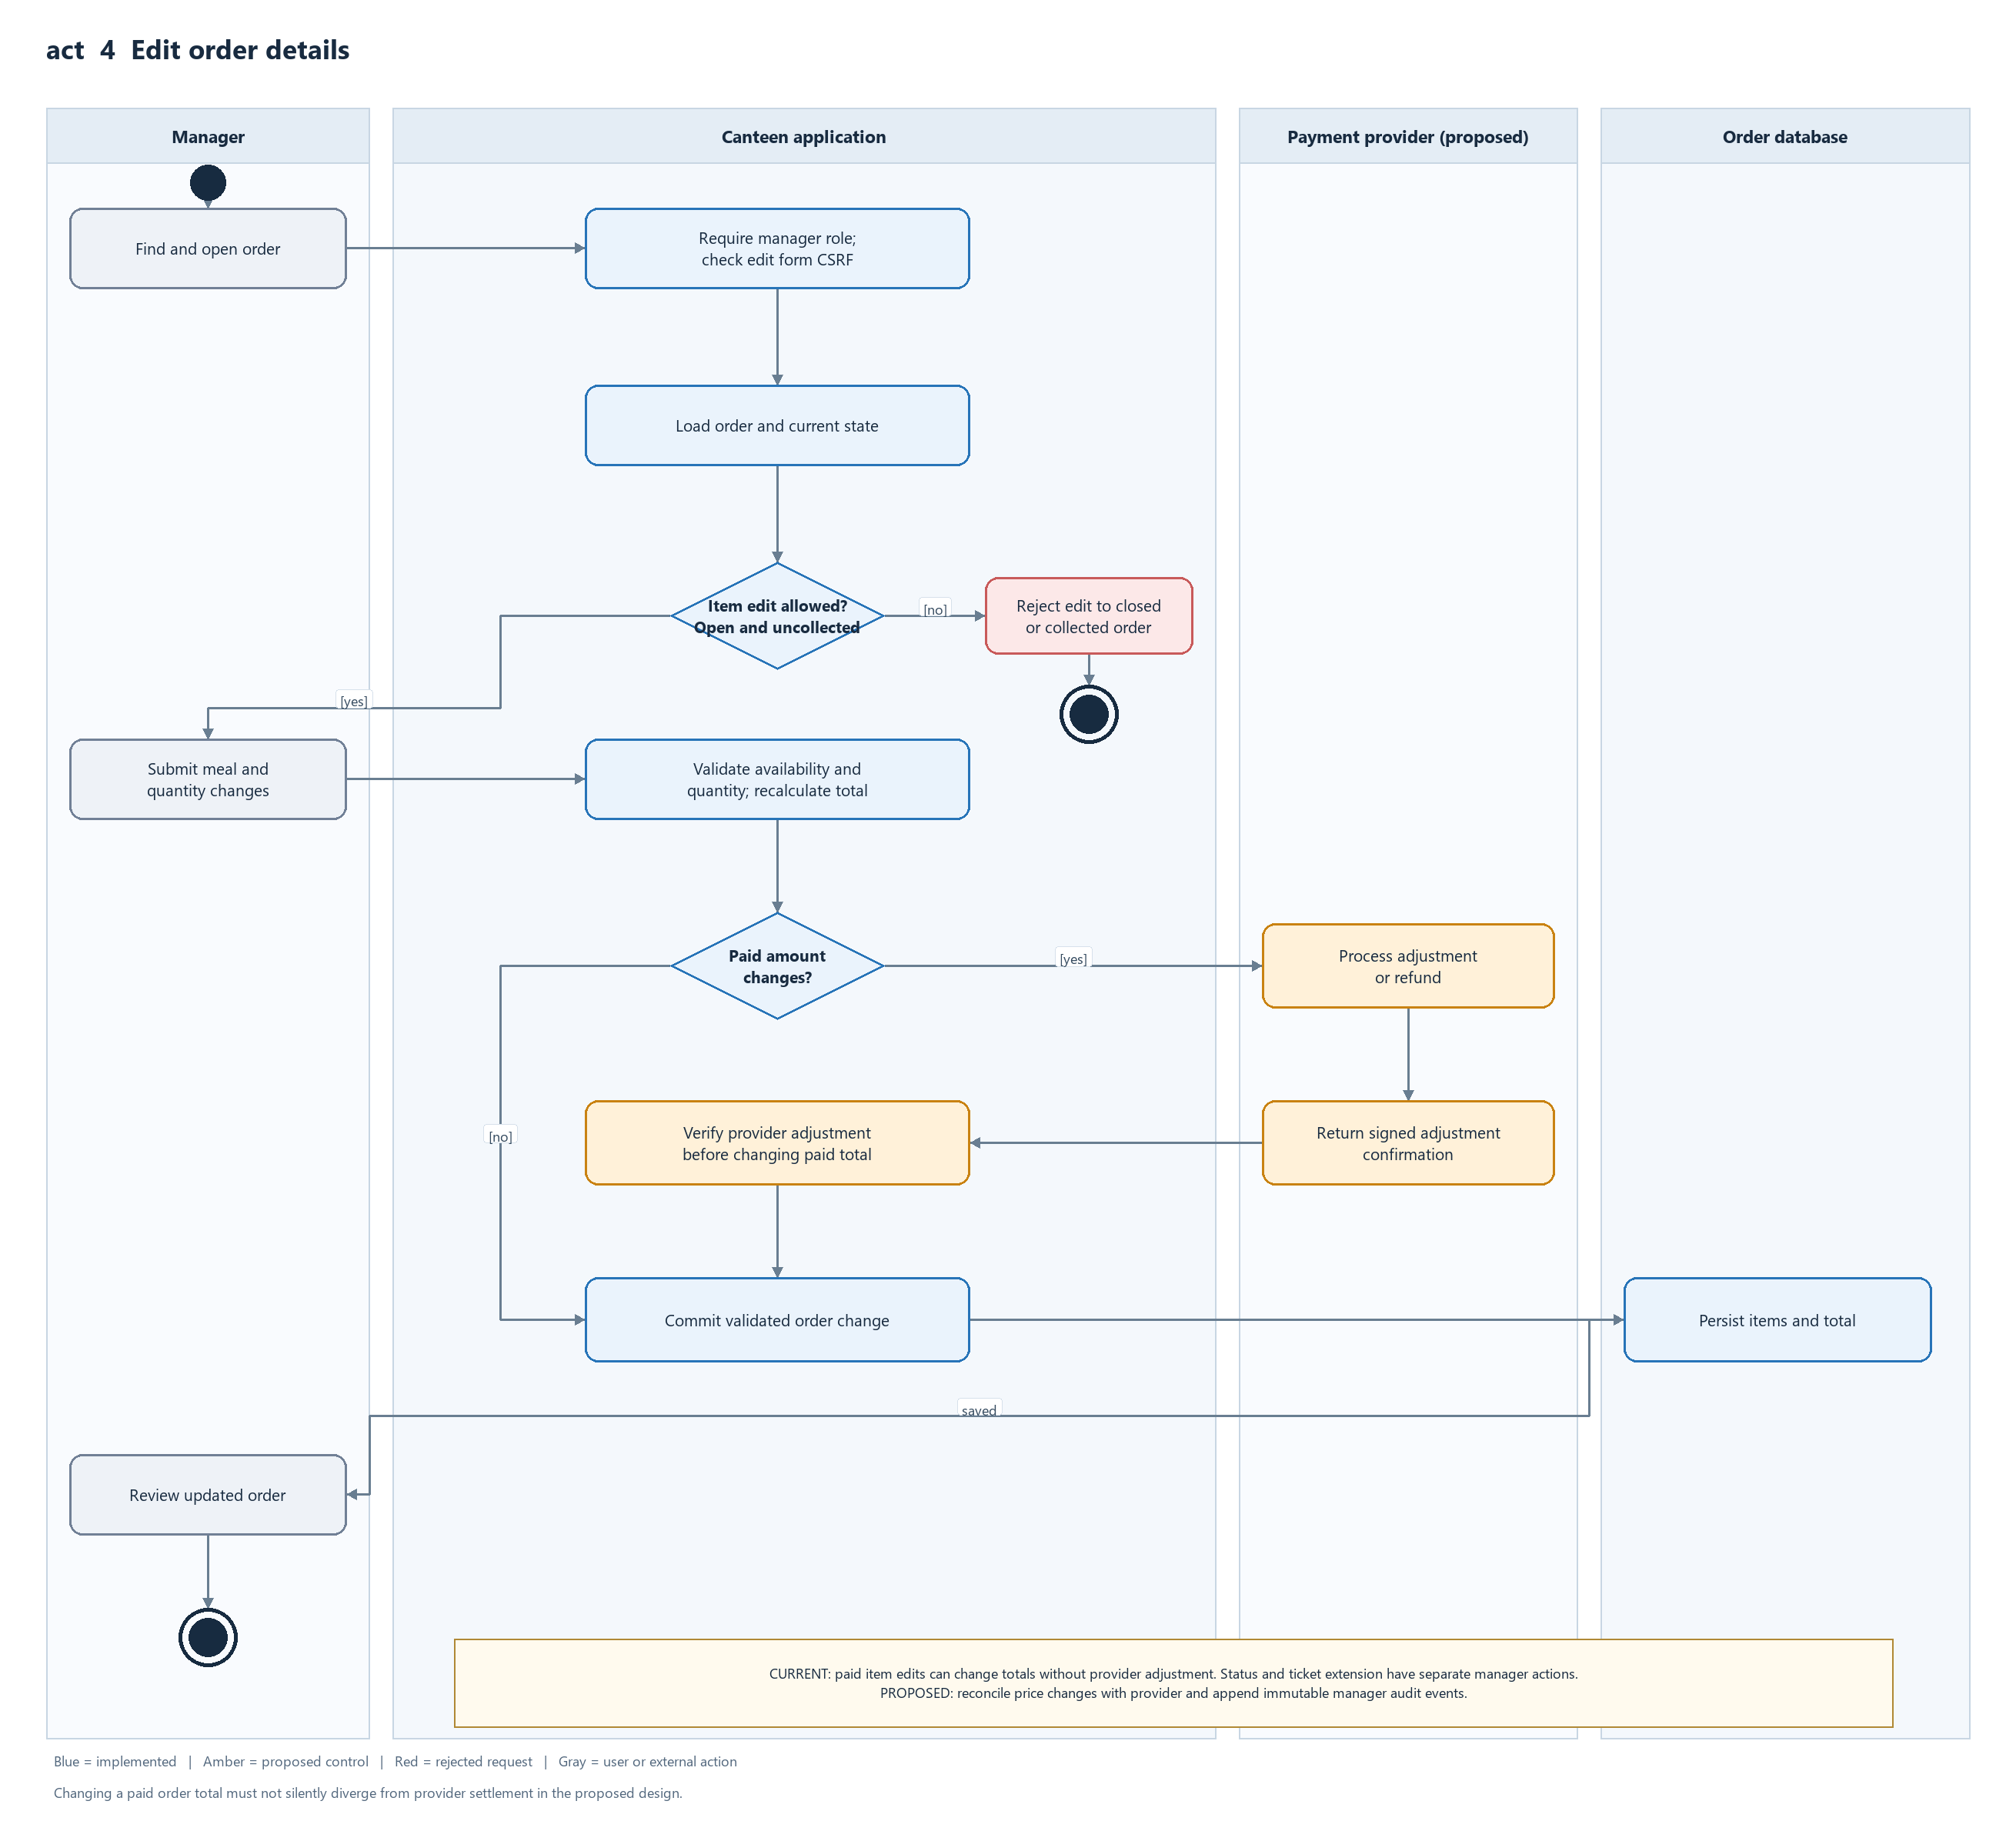 act 4 Edit order details
Manager
Canteen application
Payment provider (proposed)
Order database
Find and open order
Require manager role;
check edit form CSRF
Load order and current state
Item edit allowed?
Open and uncollected
[no]
Reject edit to closed
or collected order
[yes]
Submit meal and
quantity changes
Validate availability and
quantity; recalculate total
Paid amount
changes?
[yes]
Process adjustment
or refund
[no]
Verify provider adjustment
before changing paid total
Return signed adjustment
confirmation
Commit validated order change
Persist items and total
saved
Review updated order
CURRENT: paid item edits can change totals without provider adjustment. Status and ticket extension have separate manager actions.
PROPOSED: reconcile price changes with provider and append immutable manager audit events.
Blue = implemented | Amber = proposed control | Red = rejected request | Gray = user or external action
Changing a paid order total must not silently diverge from provider settlement in the proposed design.